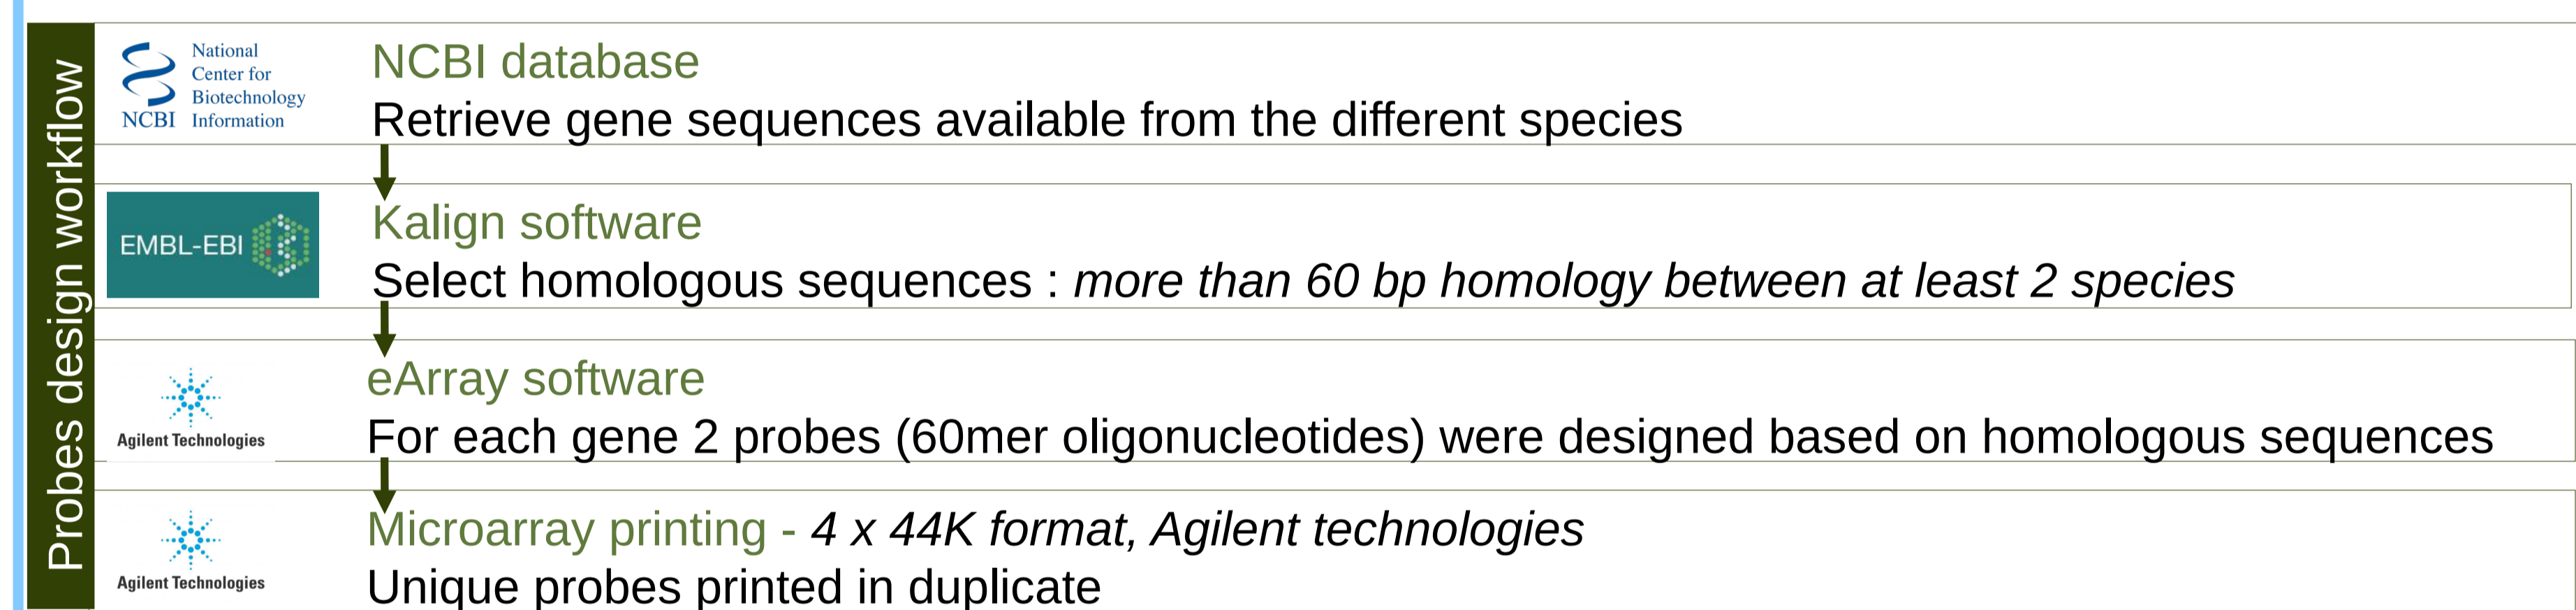 Probes design workflow
National
Center for
Biotechnology
NCBI Information
NCBI database
Retrieve gene sequences available from the different species
EMBL-EBI
Kalign software
Select homologous sequences : more than 60 bp homology between at least 2 species
Agilent Technologies
eArray software
For each gene 2 probes (60mer oligonucleotides) were designed based on homologous sequences
Agilent Technologies
Microarray printing - 4 x 44K format, Agilent technologies
Unique probes printed in duplicate